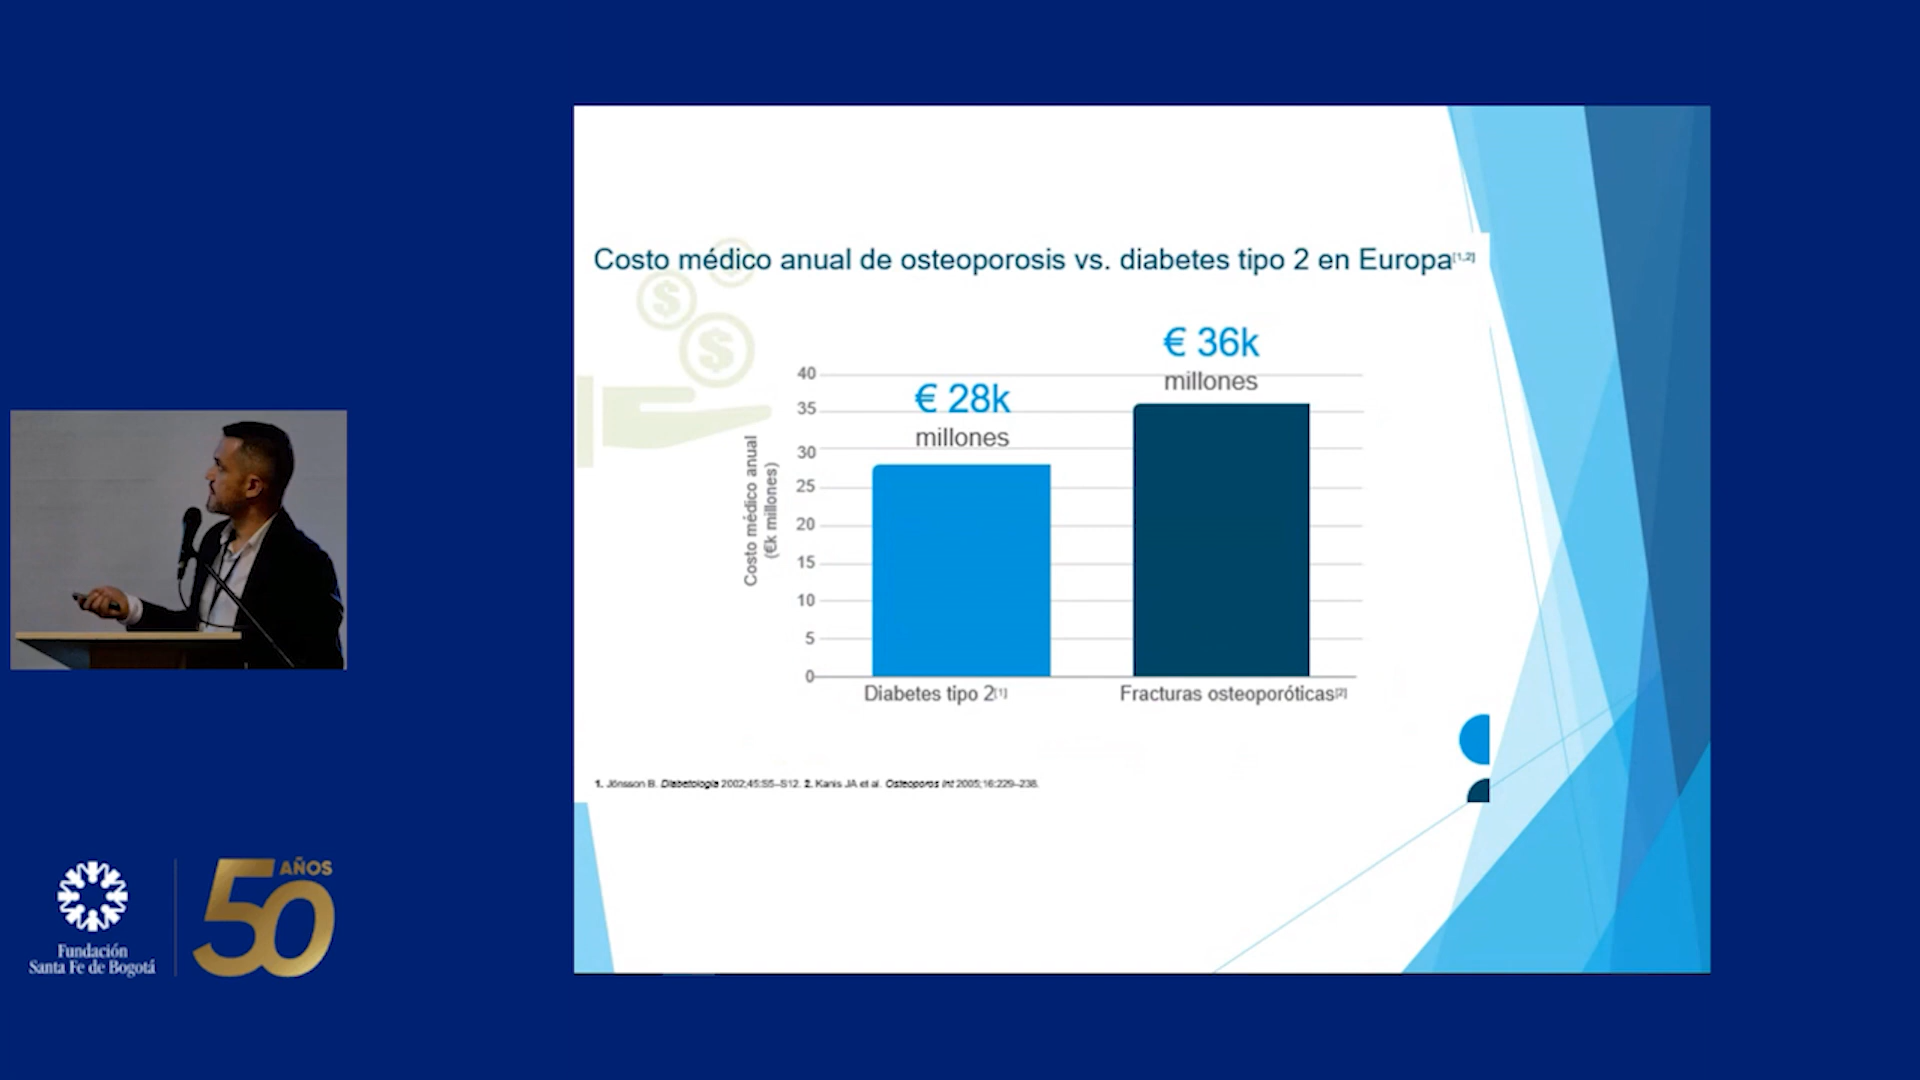 Costo médico anual de osteoporosis vs. diabetes tipo 2 en Europa[1,2]
$
$
$
€ 36k
millones
€ 28k
millones
Costo médico anual
(€k millones)
40
35
30
25
20
15
10
5
0
Diabetes tipo 2[1]
Fracturas osteoporóticas[2]
1. Jönsson B. Diabetologia 2002;45:S5–S12. 2. Kanis JA et al. Osteoporos Int 2005;16:229–238.
Fundación
Santa Fe de Bogotá
50
AÑOS